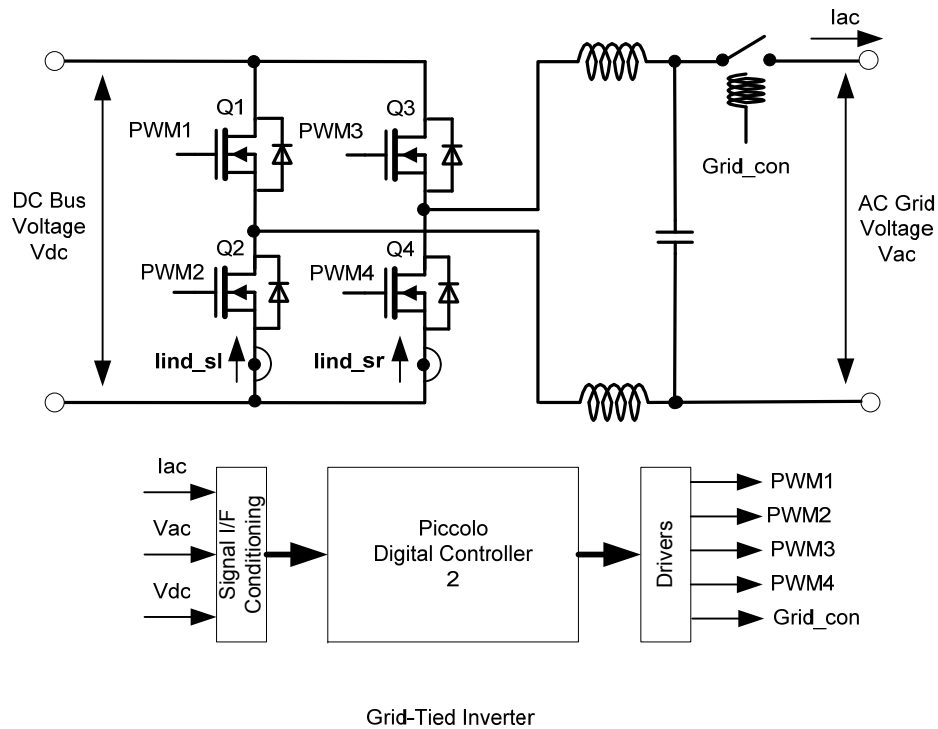 Iac
Q1
Q3
PWM1
PWM3
Grid_con
DC Bus
Voltage
Vdc
AC Grid
Voltage
Vac
Q2
Q4
PWM2
PWM4
Iind_sl
Iind_sr
Iac
Vac
Vdc
Signal I/F
Conditioning
Piccolo
Digital Controller
2
Drivers
PWM1
PWM2
PWM3
PWM4
Grid_con
Grid-Tied Inverter